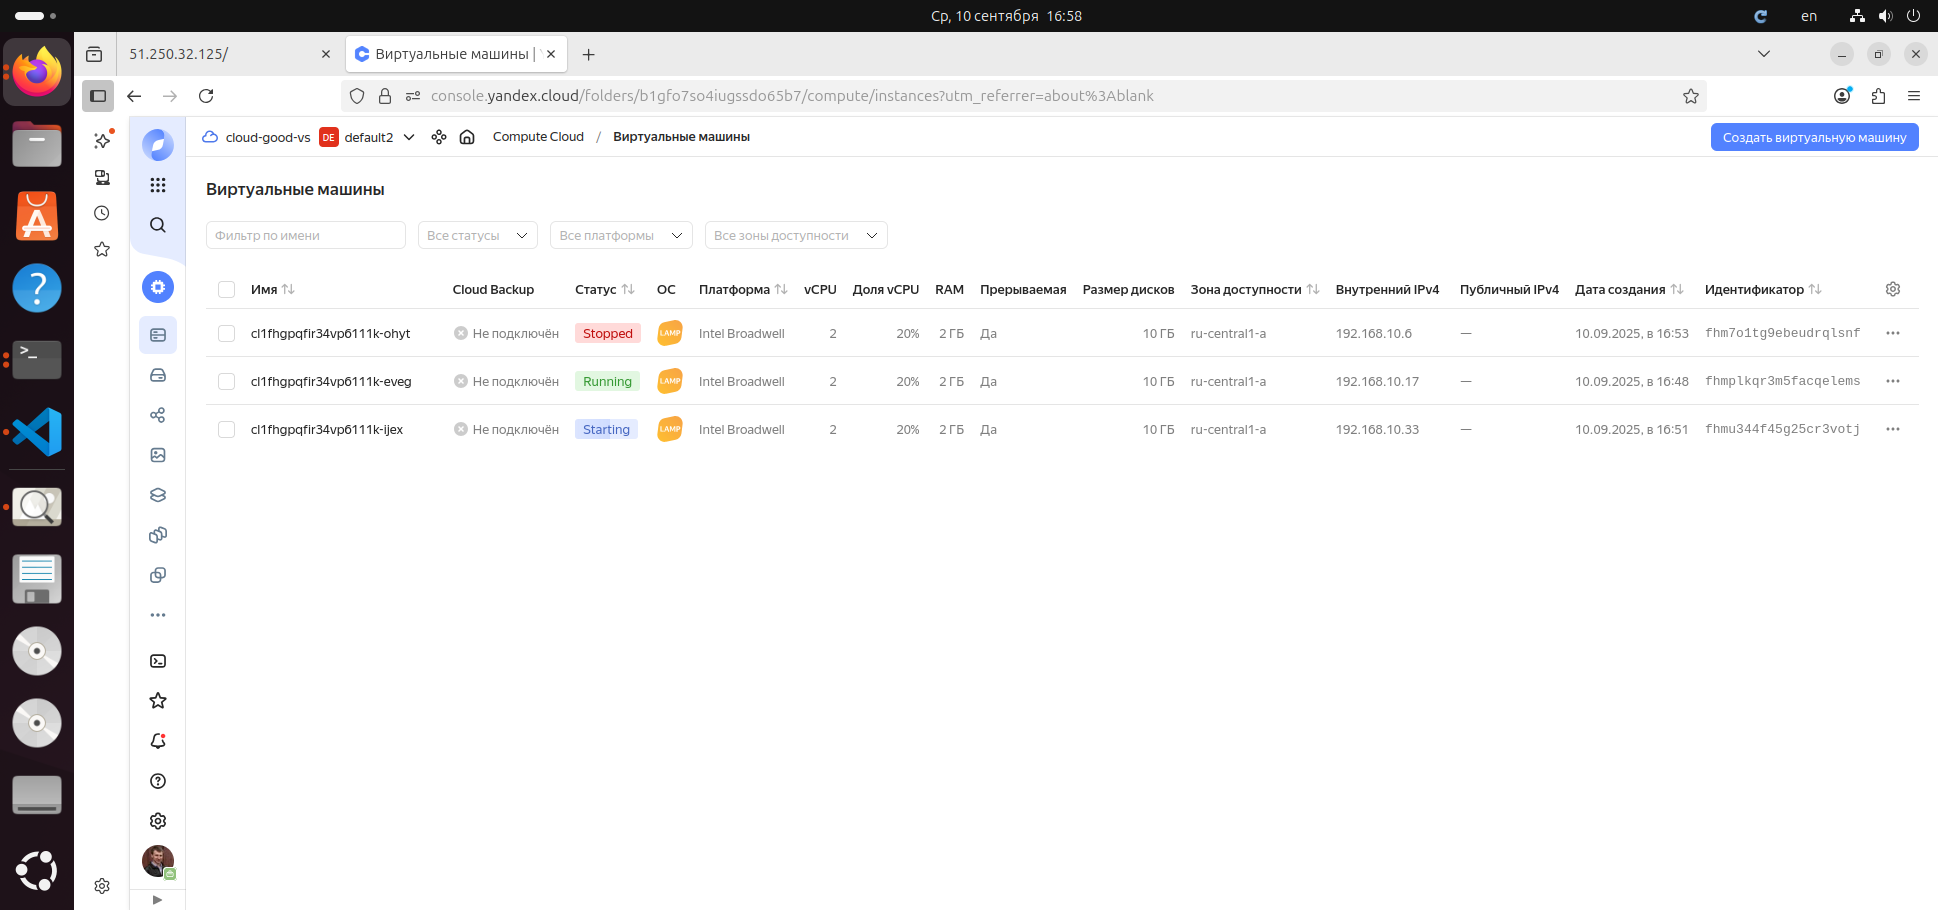 Ср, 10 сентября 16:58
en
51.250.32.125/
Виртуальные машины |
console.yandex.cloud/folders/b1gfo7so4iugssdo65b7/compute/instances?utm_referrer=about%3Ablank
cloud-good-vs DE default2 Compute Cloud / Виртуальные машины
Создать виртуальную машину
Виртуальные машины
Фильтр по имени Все статусы Все платформы Все зоны доступности
Имя Cloud Backup Статус ОС Платформа vCPU Доля vCPU RAM Прерываемая Размер дисков Зона доступности Внутренний IPv4 Публичный IPv4 Дата создания Идентификатор
cl1fhgpqfir34vp6111k-ohyt Не подключён Stopped LAMP Intel Broadwell 2 20% 2 ГБ Да 10 ГБ ru-central1-a 192.168.10.6 — 10.09.2025, в 16:53 fhm7o1tg9ebeudrqlsnf
cl1fhgpqfir34vp6111k-eveg Не подключён Running LAMP Intel Broadwell 2 20% 2 ГБ Да 10 ГБ ru-central1-a 192.168.10.17 — 10.09.2025, в 16:48 fhmplkqr3m5facqelems
cl1fhgpqfir34vp6111k-ijex Не подключён Starting LAMP Intel Broadwell 2 20% 2 ГБ Да 10 ГБ ru-central1-a 192.168.10.33 — 10.09.2025, в 16:51 fhmu344f45g25cr3votj